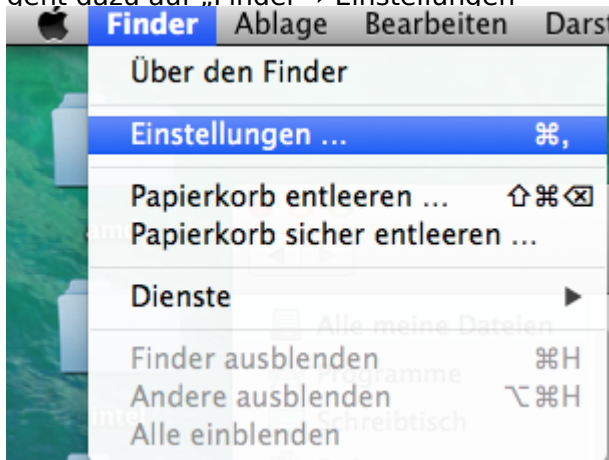 geht dazu auf „Finder → Einstellungen
Finder Ablage Bearbeiten Darst
Über den Finder
Einstellungen ... ⌘,
Papierkorb entleeren ... ⇧⌘⌫
Papierkorb sicher entleeren ...
Dienste ▶
Alle meine Dateien
Finder ausblenden ⌘H
Programme
Andere ausblenden ⌥⌘H
intel
Schreibtisch
Alle einblenden